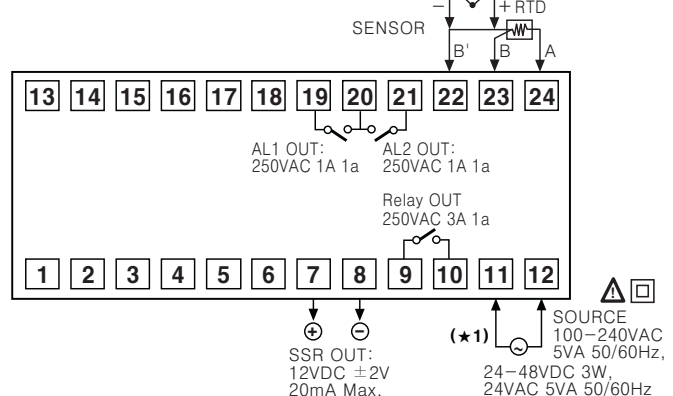 − + RTD
SENSOR
B' B A
13 14 15 16 17 18 19 20 21 22 23 24
AL1 OUT: AL2 OUT:
250VAC 1A 1a 250VAC 1A 1a
Relay OUT
250VAC 3A 1a
1 2 3 4 5 6 7 8 9 10 11 12
+ −
SSR OUT:
12VDC ±2V
20mA Max.
(★1)
SOURCE
100−240VAC
5VA 50/60Hz,
24−48VDC 3W,
24VAC 5VA 50/60Hz